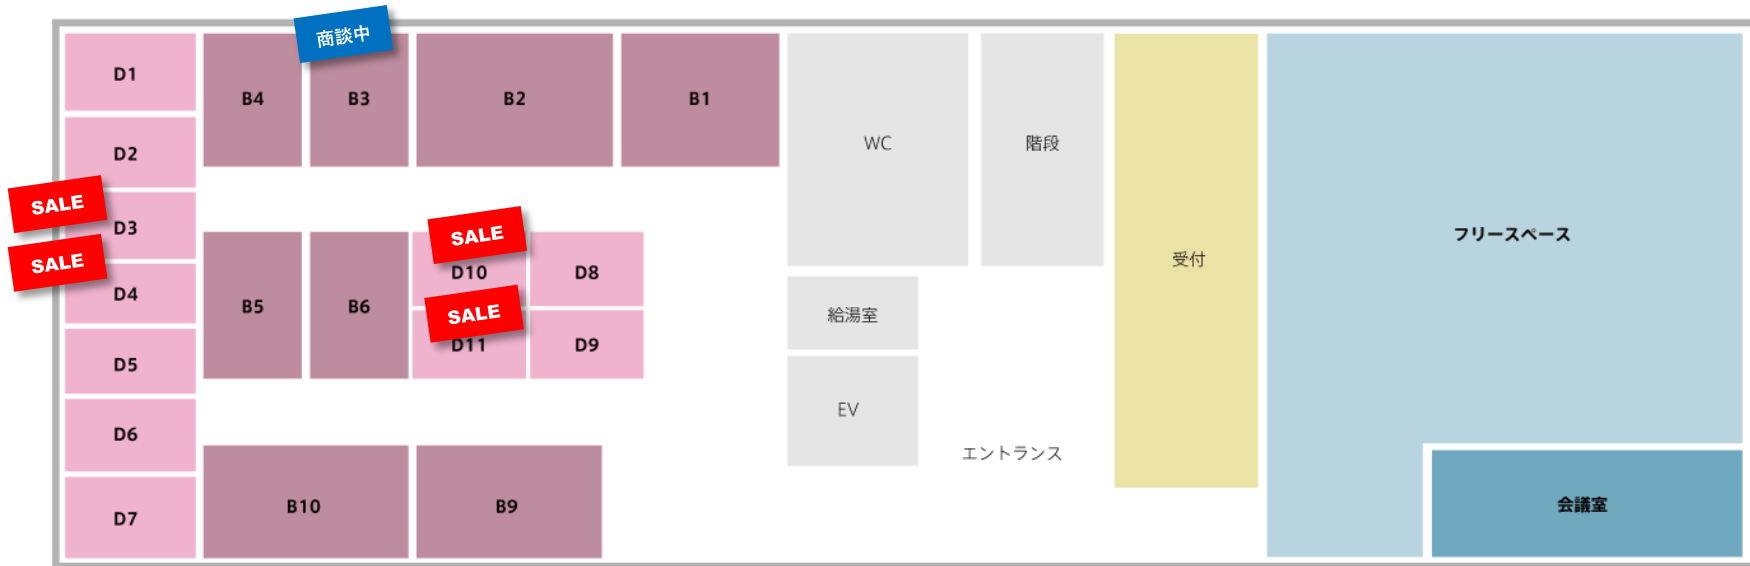 商談中
D1
B4
B3
B2
B1
D2
WC
階段
SALE
D3
SALE
D4
SALE
D10
D8
SALE
D11
D9
B5
B6
D5
D6
D7
B10
B9
給湯室
EV
エントランス
受付
フリースペース
会議室